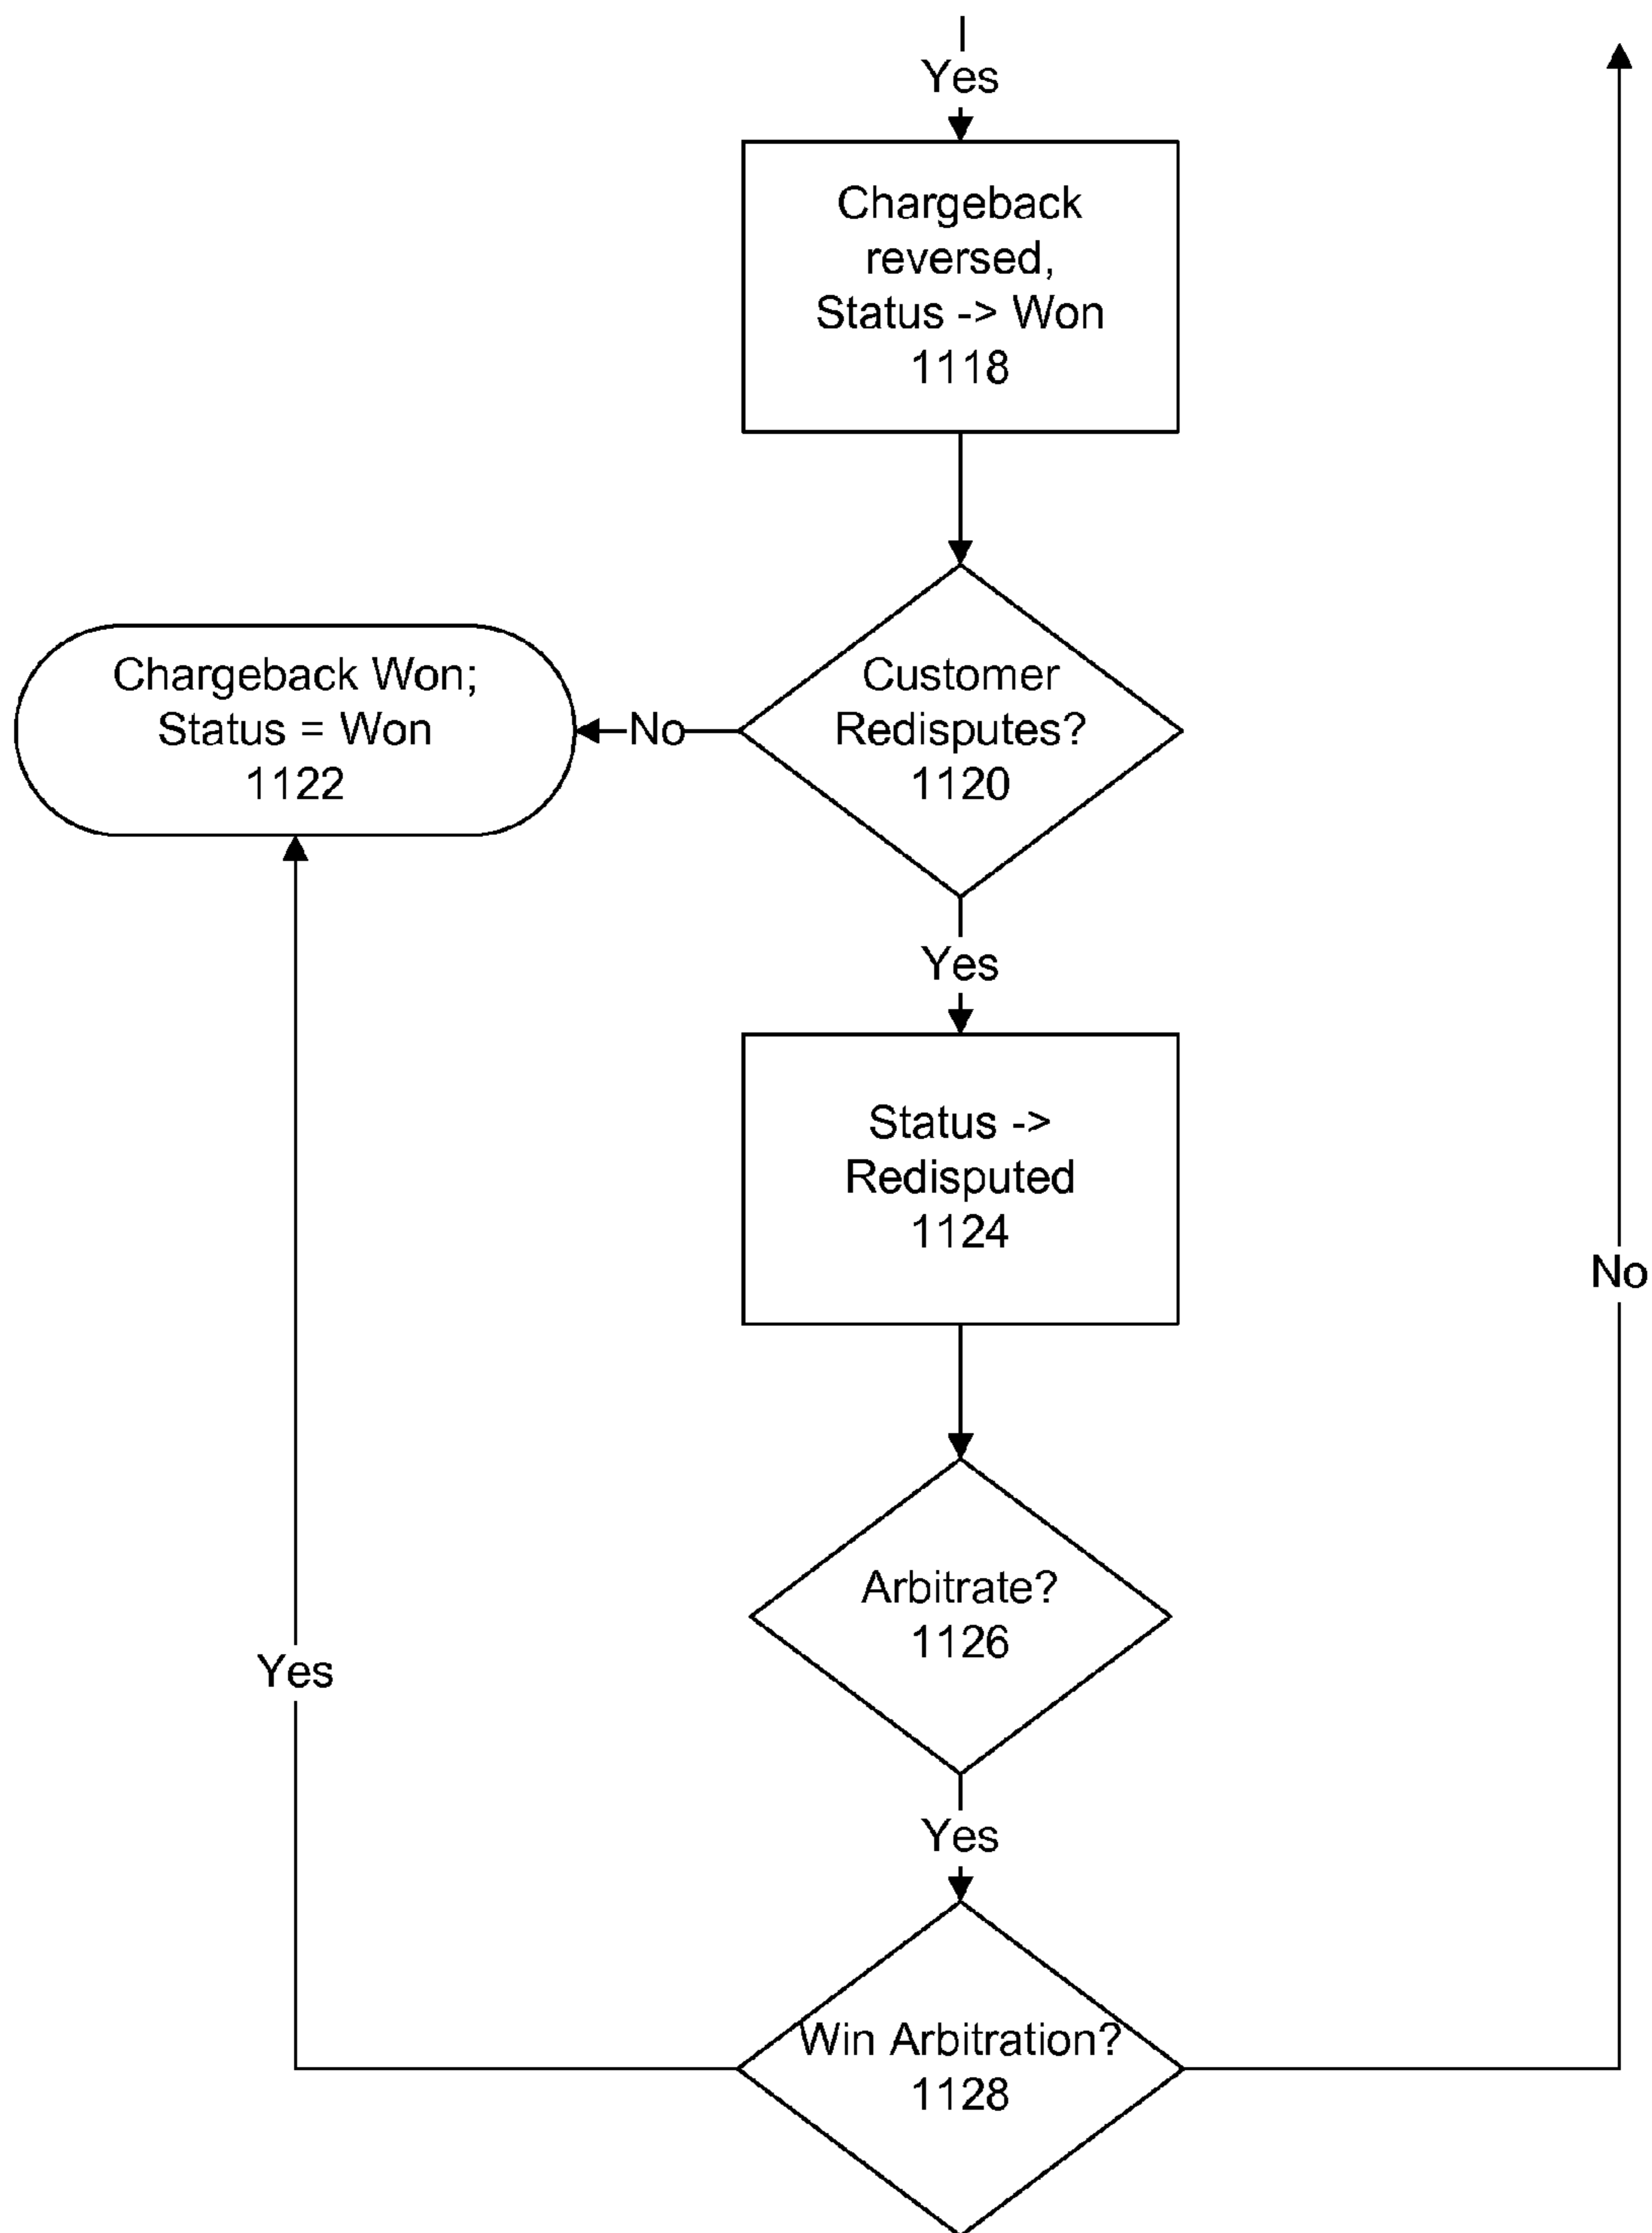 Yes
Chargeback
reversed,
Status -> Won
1118
Chargeback Won;
Status = Won
1122
No
Customer
Redisputes?
1120
Yes
Status ->
Redisputed
1124
No
Arbitrate?
1126
Yes
Yes
Win Arbitration?
1128